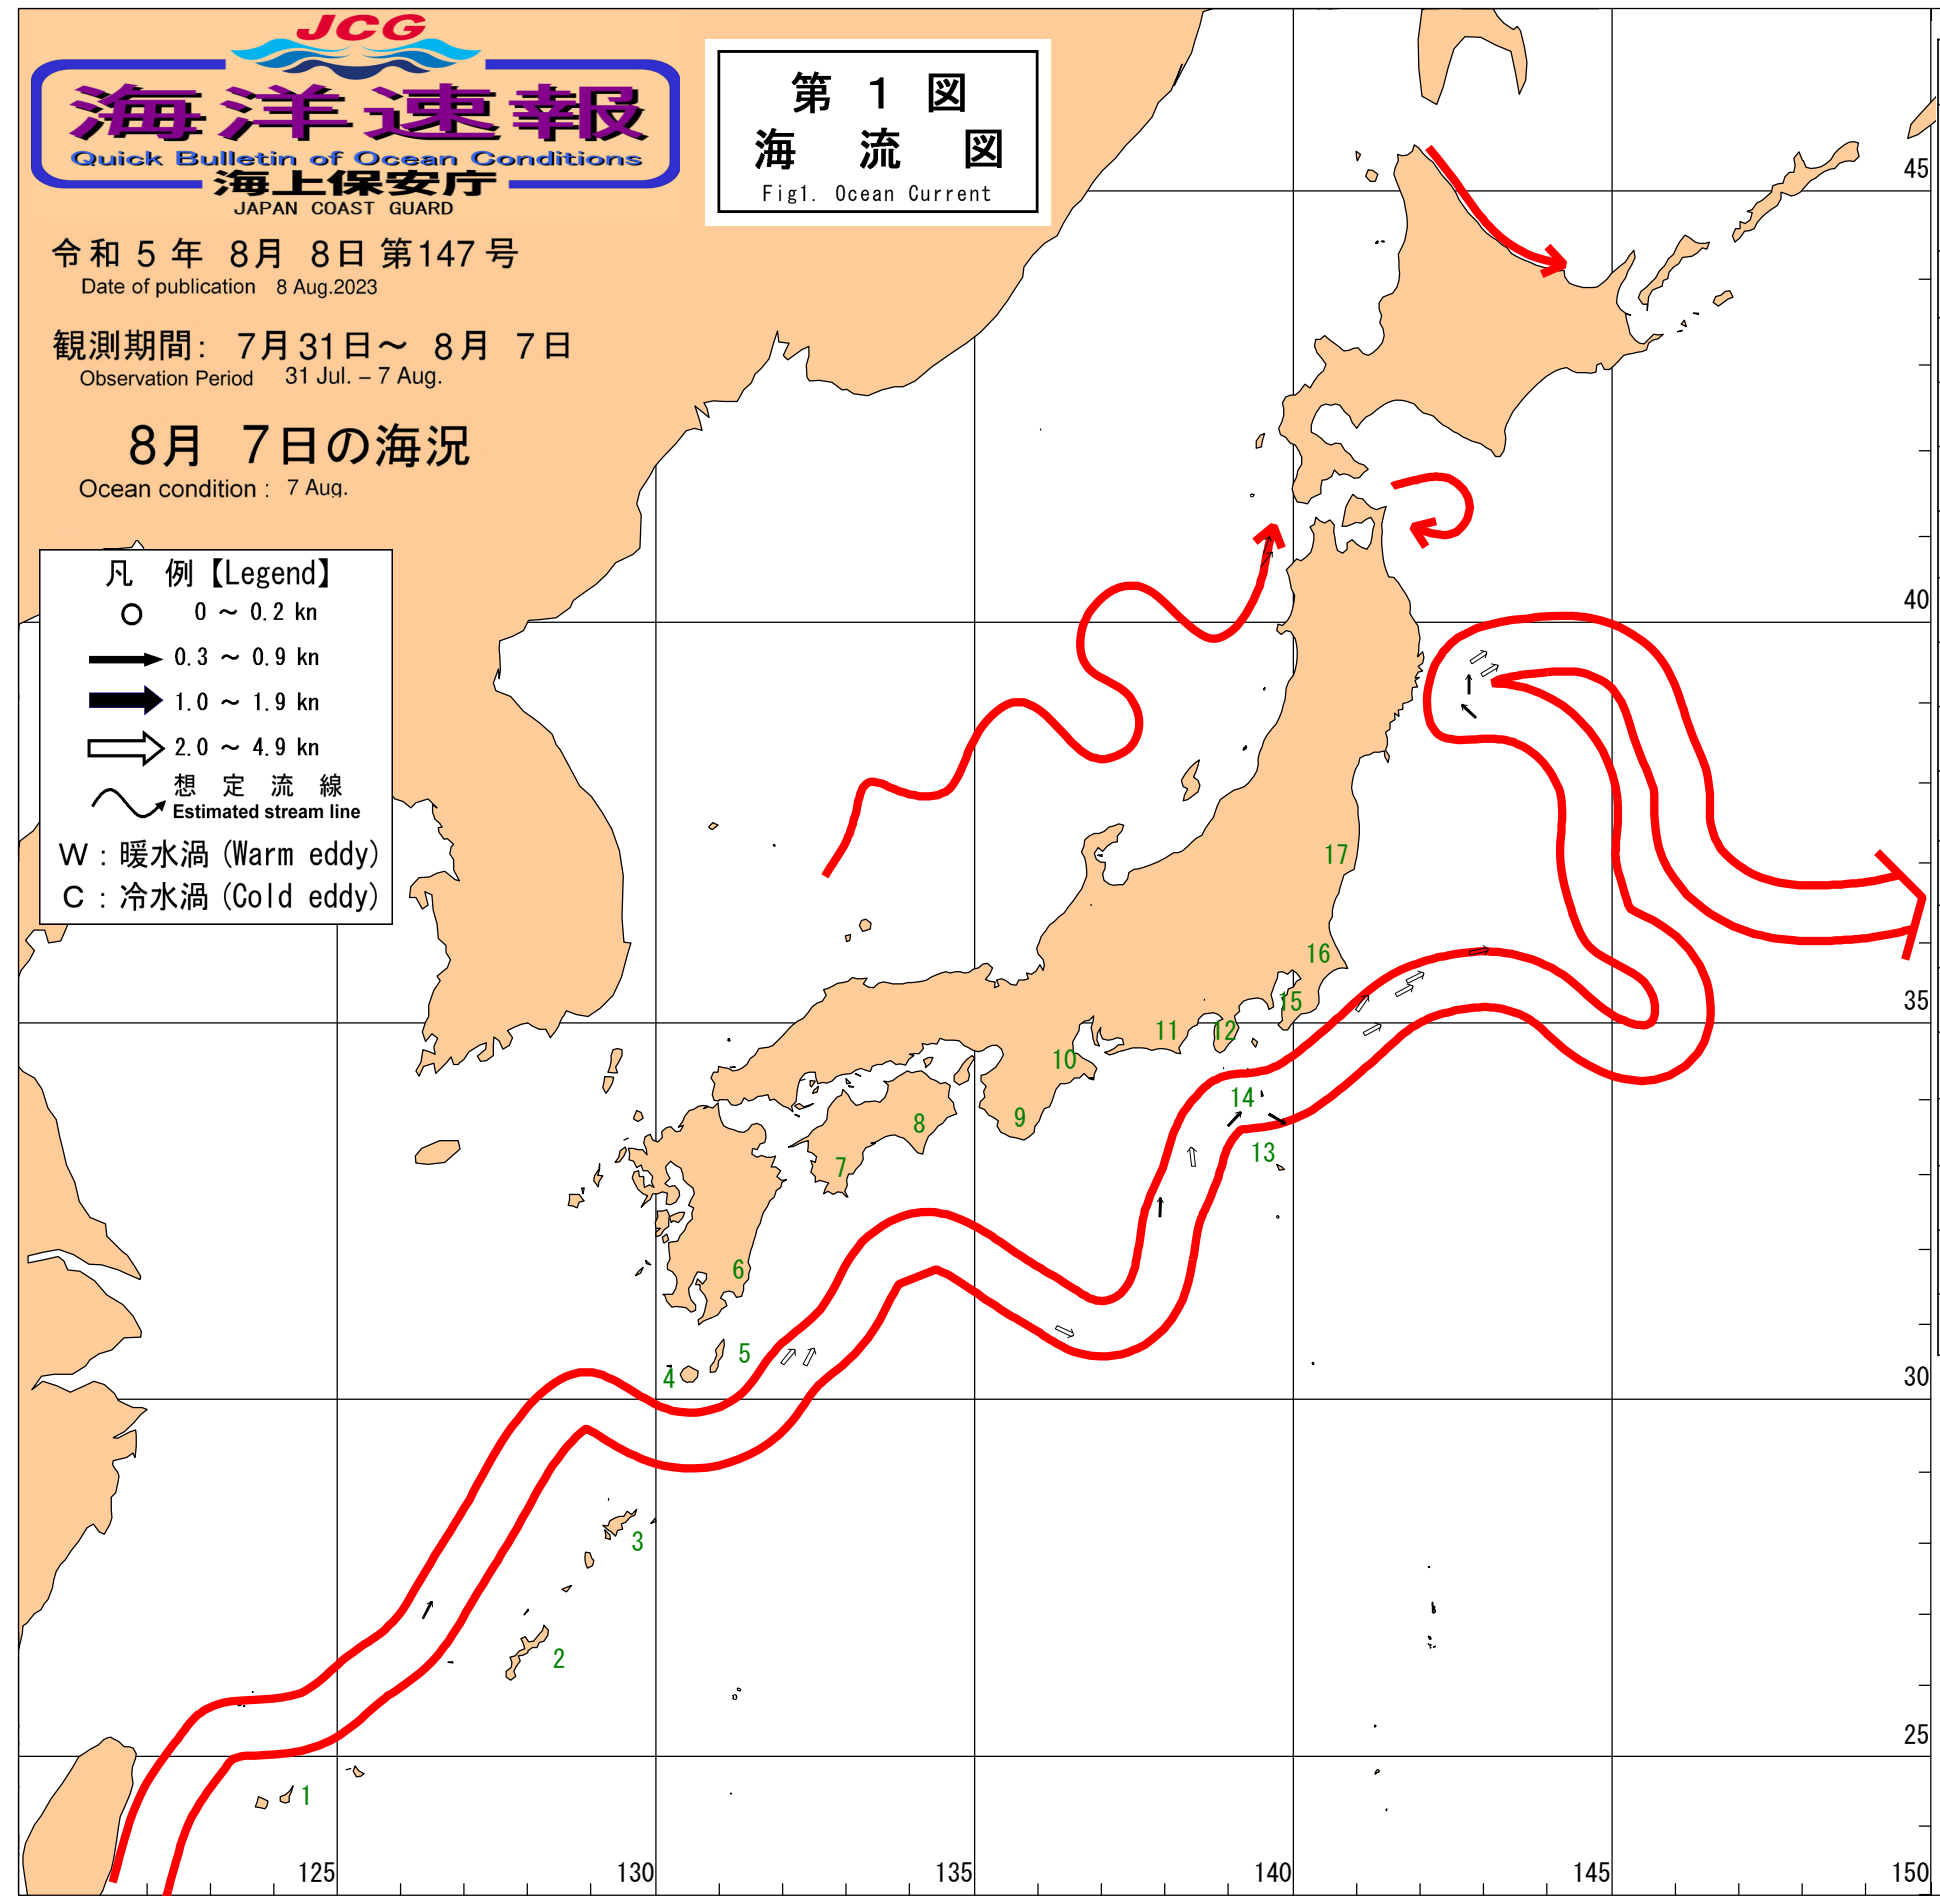 JCG
海洋速報
Quick Bulletin of Ocean Conditions
海上保安庁
JAPAN COAST GUARD
第 1 図
海 流 図
Fig1. Ocean Current
令和 5 年 8月 8日 第147 号
Date of publication 8 Aug.2023
観測期間: 7月31日～ 8月 7日
Observation Period 31 Jul. – 7 Aug.
8月 7日の海況
Ocean condition : 7 Aug.
凡 例【Legend】
0 ～ 0.2 kn
0.3 ～ 0.9 kn
1.0 ～ 1.9 kn
2.0 ～ 4.9 kn
想 定 流 線
Estimated stream line
W : 暖水渦 (Warm eddy)
C : 冷水渦 (Cold eddy)
45
40
17
16
35
15
11
12
10
14
9
8
13
7
6
5
4
30
3
2
25
1
125
130
135
140
145
150